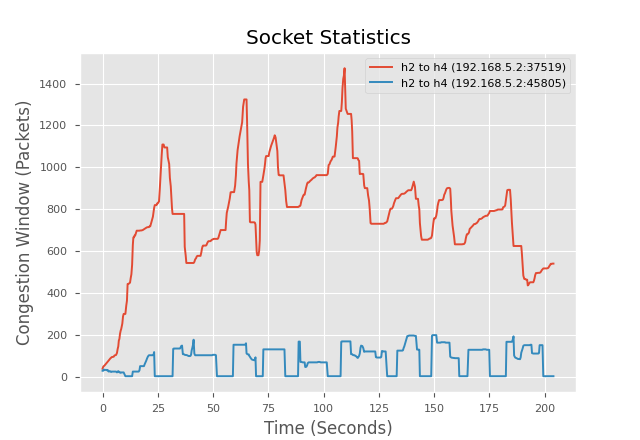 Socket Statistics
h2 to h4 (192.168.5.2:37519)
h2 to h4 (192.168.5.2:45805)
Congestion Window (Packets)
1400
1200
1000
800
600
400
200
0
0 25 50 75 100 125 150 175 200
Time (Seconds)